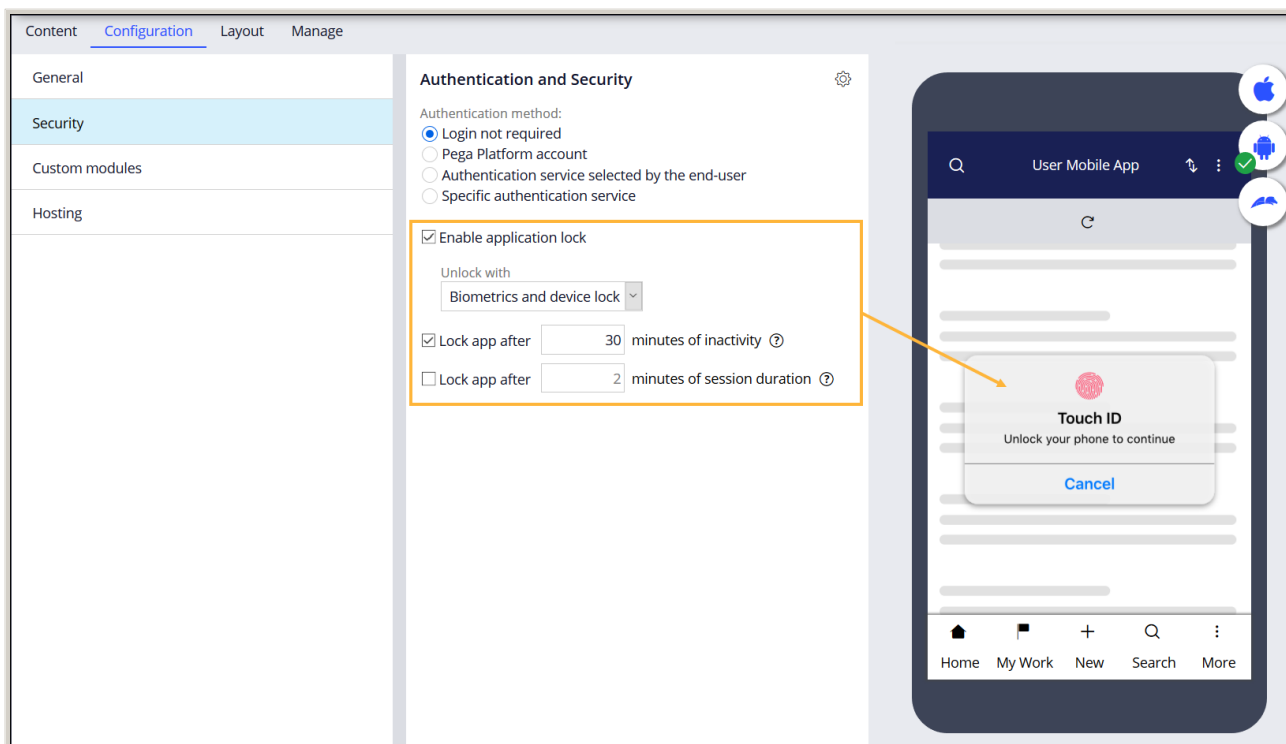 Content Configuration Layout Manage
General
Security
Custom modules
Hosting
Authentication and Security
Authentication method:
Login not required
Pega Platform account
Authentication service selected by the end-user
Specific authentication service
Enable application lock
Unlock with
Biometrics and device lock
Lock app after 30 minutes of inactivity ?
Lock app after 2 minutes of session duration ?
User Mobile App
Touch ID
Unlock your phone to continue
Cancel
Home My Work New Search More